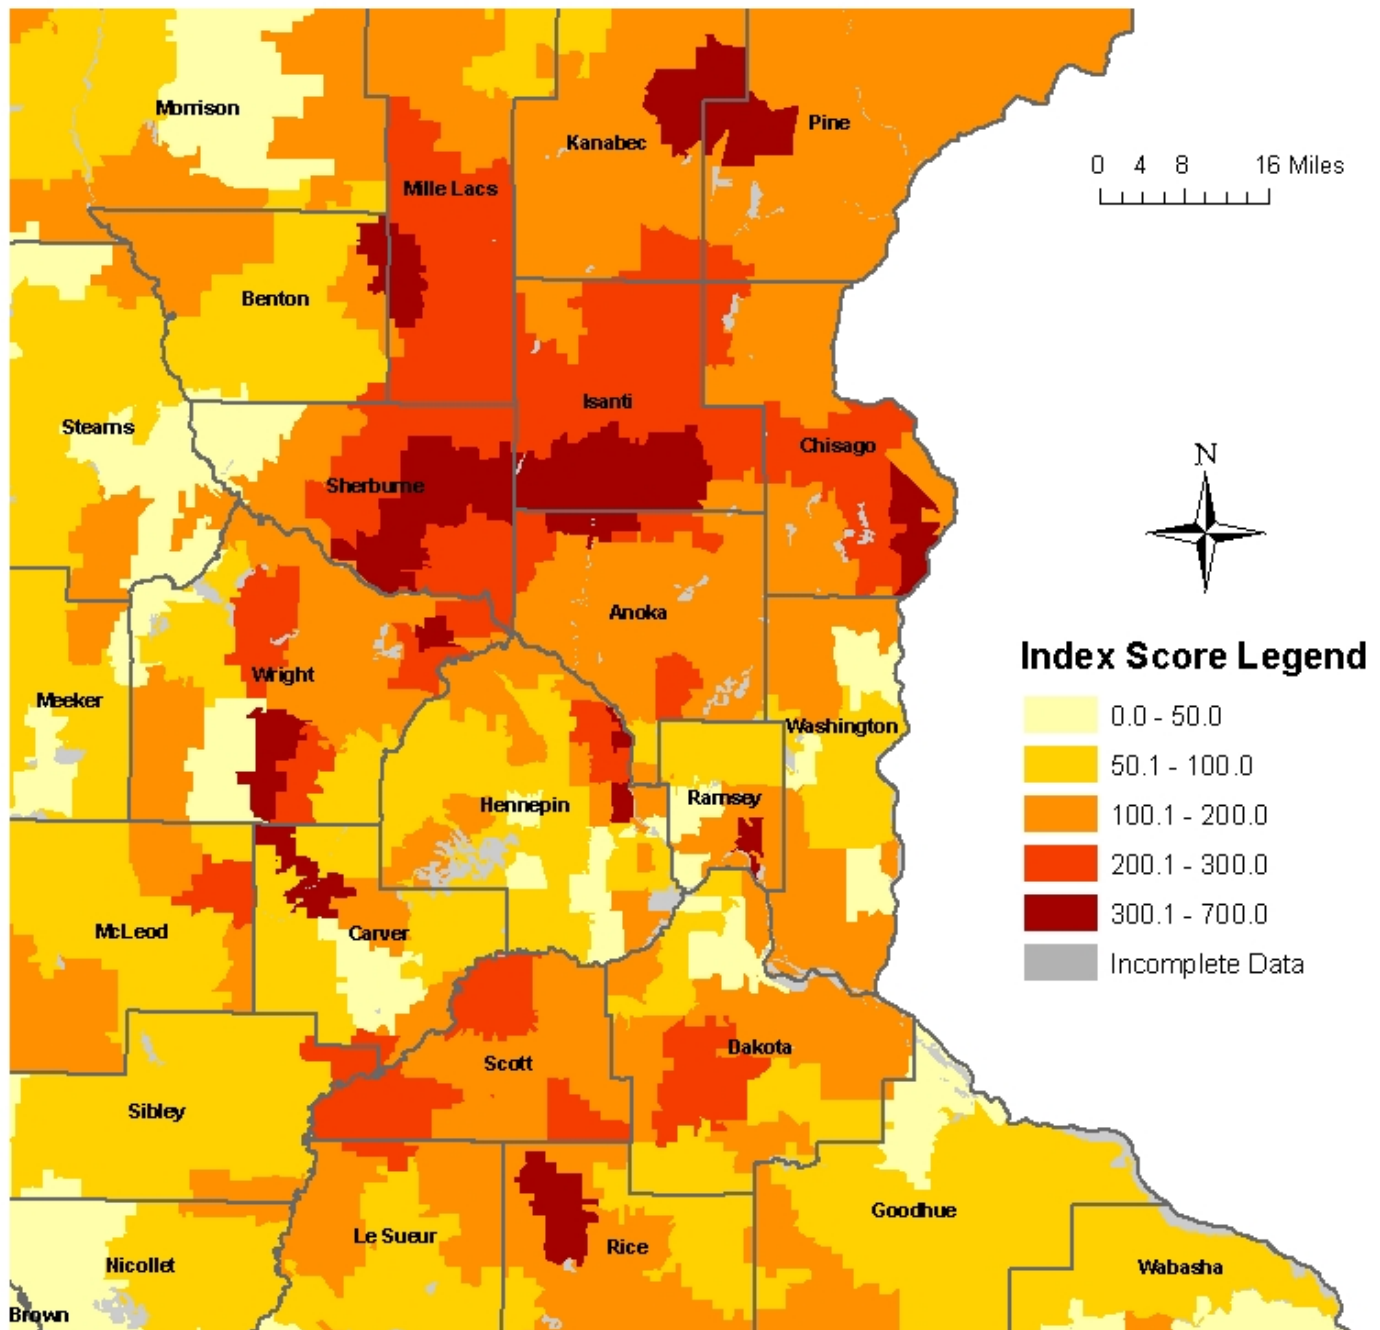 Morrison
Kanabec
Pine
0 4 8 16 Miles
Mille Lacs
Benton
Isanti
Stearns
Chisago
N
Sherburne
Anoka
Index Score Legend
Wright
Meeker
Washington
0.0 - 50.0
50.1 - 100.0
Hennepin
Ramsey
100.1 - 200.0
200.1 - 300.0
300.1 - 700.0
McLeod
Carver
Incomplete Data
Scott
Dakota
Sibley
Goodhue
Le Sueur
Rice
Nicollet
Wabasha
Brown